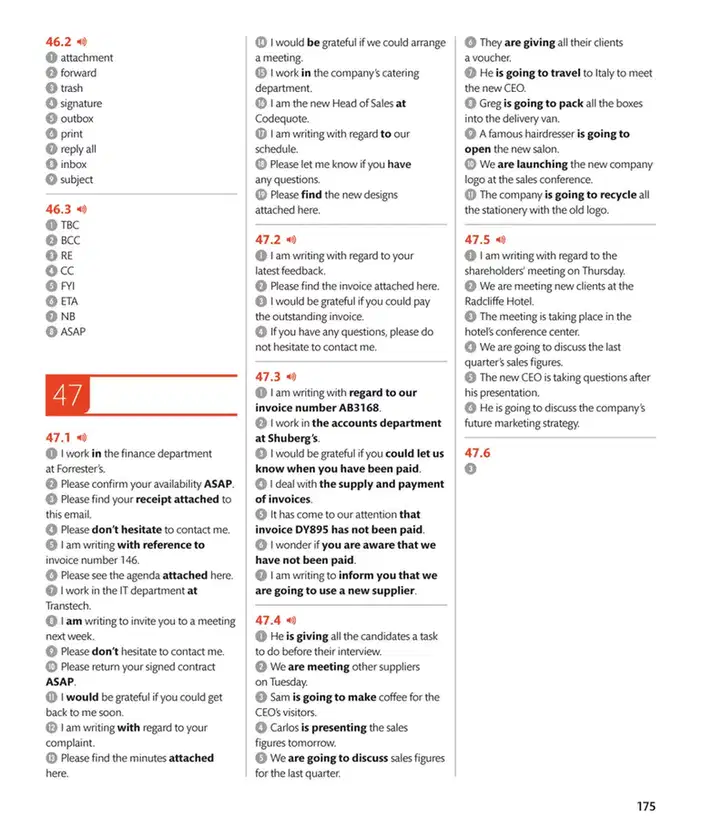 46.2
1 attachment
2 forward
3 trash
4 signature
5 outbox
6 print
7 reply all
8 inbox
9 subject
46.3
1 TBC
2 BCC
3 RE
4 CC
5 FYI
6 ETA
7 NB
8 ASAP
47
47.1
1 I work in the finance department
at Forrester's.
2 Please confirm your availability ASAP.
3 Please find your receipt attached to
this email.
4 Please don't hesitate to contact me.
5 I am writing with reference to
invoice number 146.
6 Please see the agenda attached here.
7 I work in the IT department at
Transtech.
8 I am writing to invite you to a meeting
next week.
9 Please don't hesitate to contact me.
10 Please return your signed contract
ASAP.
11 I would be grateful if you could get
back to me soon.
12 I am writing with regard to your
complaint.
13 Please find the minutes attached
here.
14 I would be grateful if we could arrange
a meeting.
15 I work in the company's catering
department.
16 I am the new Head of Sales at
Codequote.
17 I am writing with regard to our
schedule.
18 Please let me know if you have
any questions.
19 Please find the new designs
attached here.
47.2
1 I am writing with regard to your
latest feedback.
2 Please find the invoice attached here.
3 I would be grateful if you could pay
the outstanding invoice.
4 If you have any questions, please do
not hesitate to contact me.
47.3
1 I am writing with regard to our
invoice number AB3168.
2 I work in the accounts department
at Shuberg's.
3 I would be grateful if you could let us
know when you have been paid.
4 I deal with the supply and payment
of invoices.
5 It has come to our attention that
invoice DY895 has not been paid.
6 I wonder if you are aware that we
have not been paid.
7 I am writing to inform you that we
are going to use a new supplier.
47.4
1 He is giving all the candidates a task
to do before their interview.
2 We are meeting other suppliers
on Tuesday.
3 Sam is going to make coffee for the
CEO's visitors.
4 Carlos is presenting the sales
figures tomorrow.
5 We are going to discuss sales figures
for the last quarter.
6 They are giving all their clients
a voucher.
7 He is going to travel to Italy to meet
the new CEO.
8 Greg is going to pack all the boxes
into the delivery van.
9 A famous hairdresser is going to
open the new salon.
10 We are launching the new company
logo at the sales conference.
11 The company is going to recycle all
the stationery with the old logo.
47.5
1 I am writing with regard to the
shareholders' meeting on Thursday.
2 We are meeting new clients at the
Radcliffe Hotel.
3 The meeting is taking place in the
hotel's conference center.
4 We are going to discuss the last
quarter's sales figures.
5 The new CEO is taking questions after
his presentation.
6 He is going to discuss the company's
future marketing strategy.
47.6
3
175